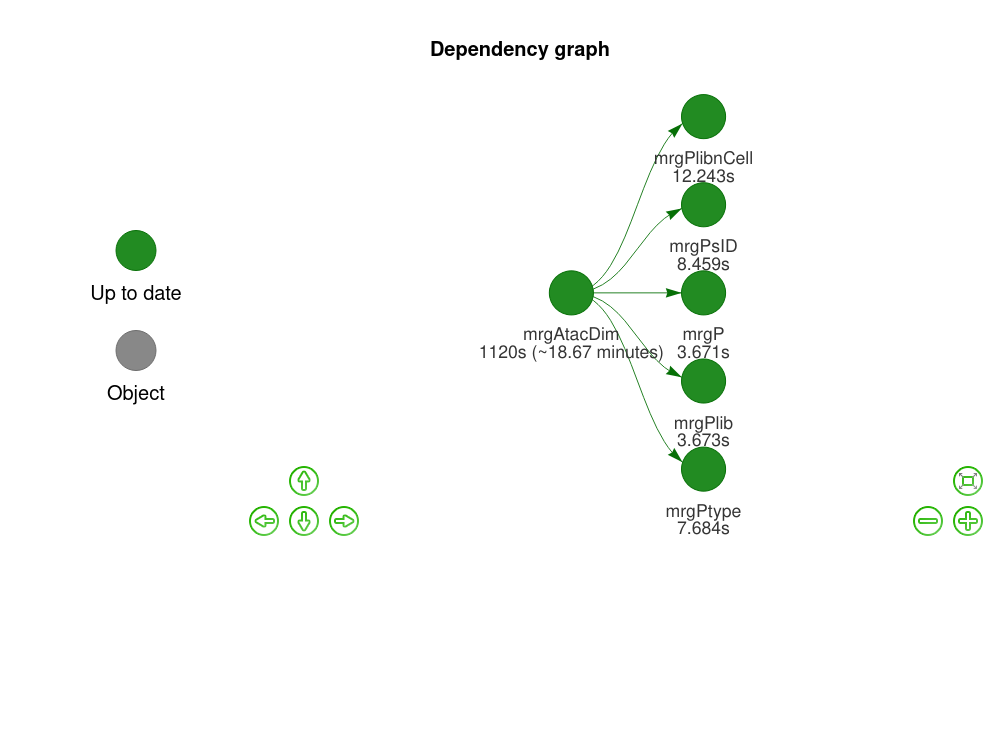 Dependency graph
Up to date
Object
mrgAtacDim
1120s (~18.67 minutes)
mrgPlibnCell
12.243s
mrgPsID
8.459s
mrgP
3.671s
mrgPlib
3.673s
mrgPtype
7.684s